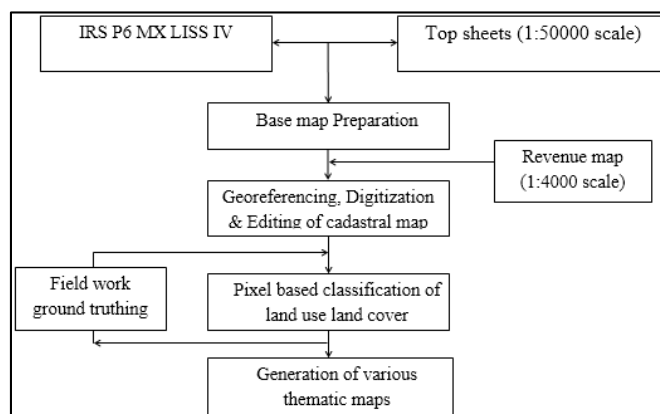 IRS P6 MX LISS IV
Top sheets (1:50000 scale)
Base map Preparation
Revenue map
(1:4000 scale)
Georeferencing, Digitization
& Editing of cadastral map
Field work
ground truthing
Pixel based classification of
land use land cover
Generation of various
thematic maps